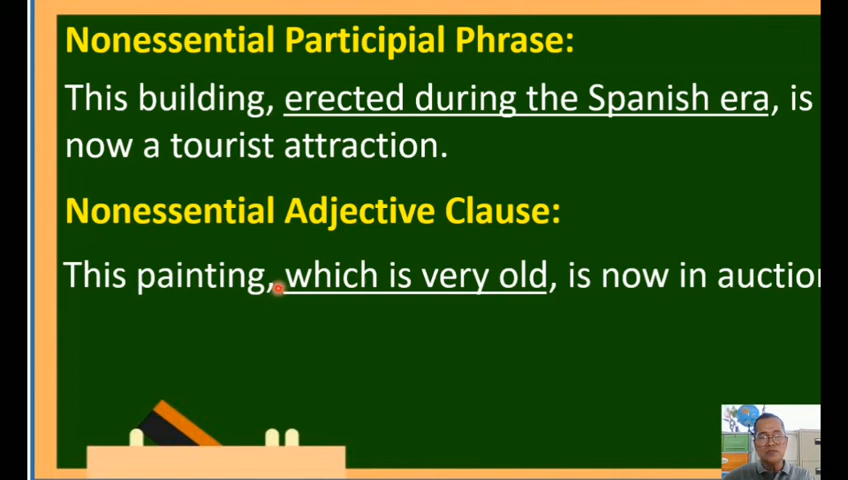 Nonessential Participial Phrase:
This building, erected during the Spanish era, is
now a tourist attraction.
Nonessential Adjective Clause:
This painting, which is very old, is now in auction